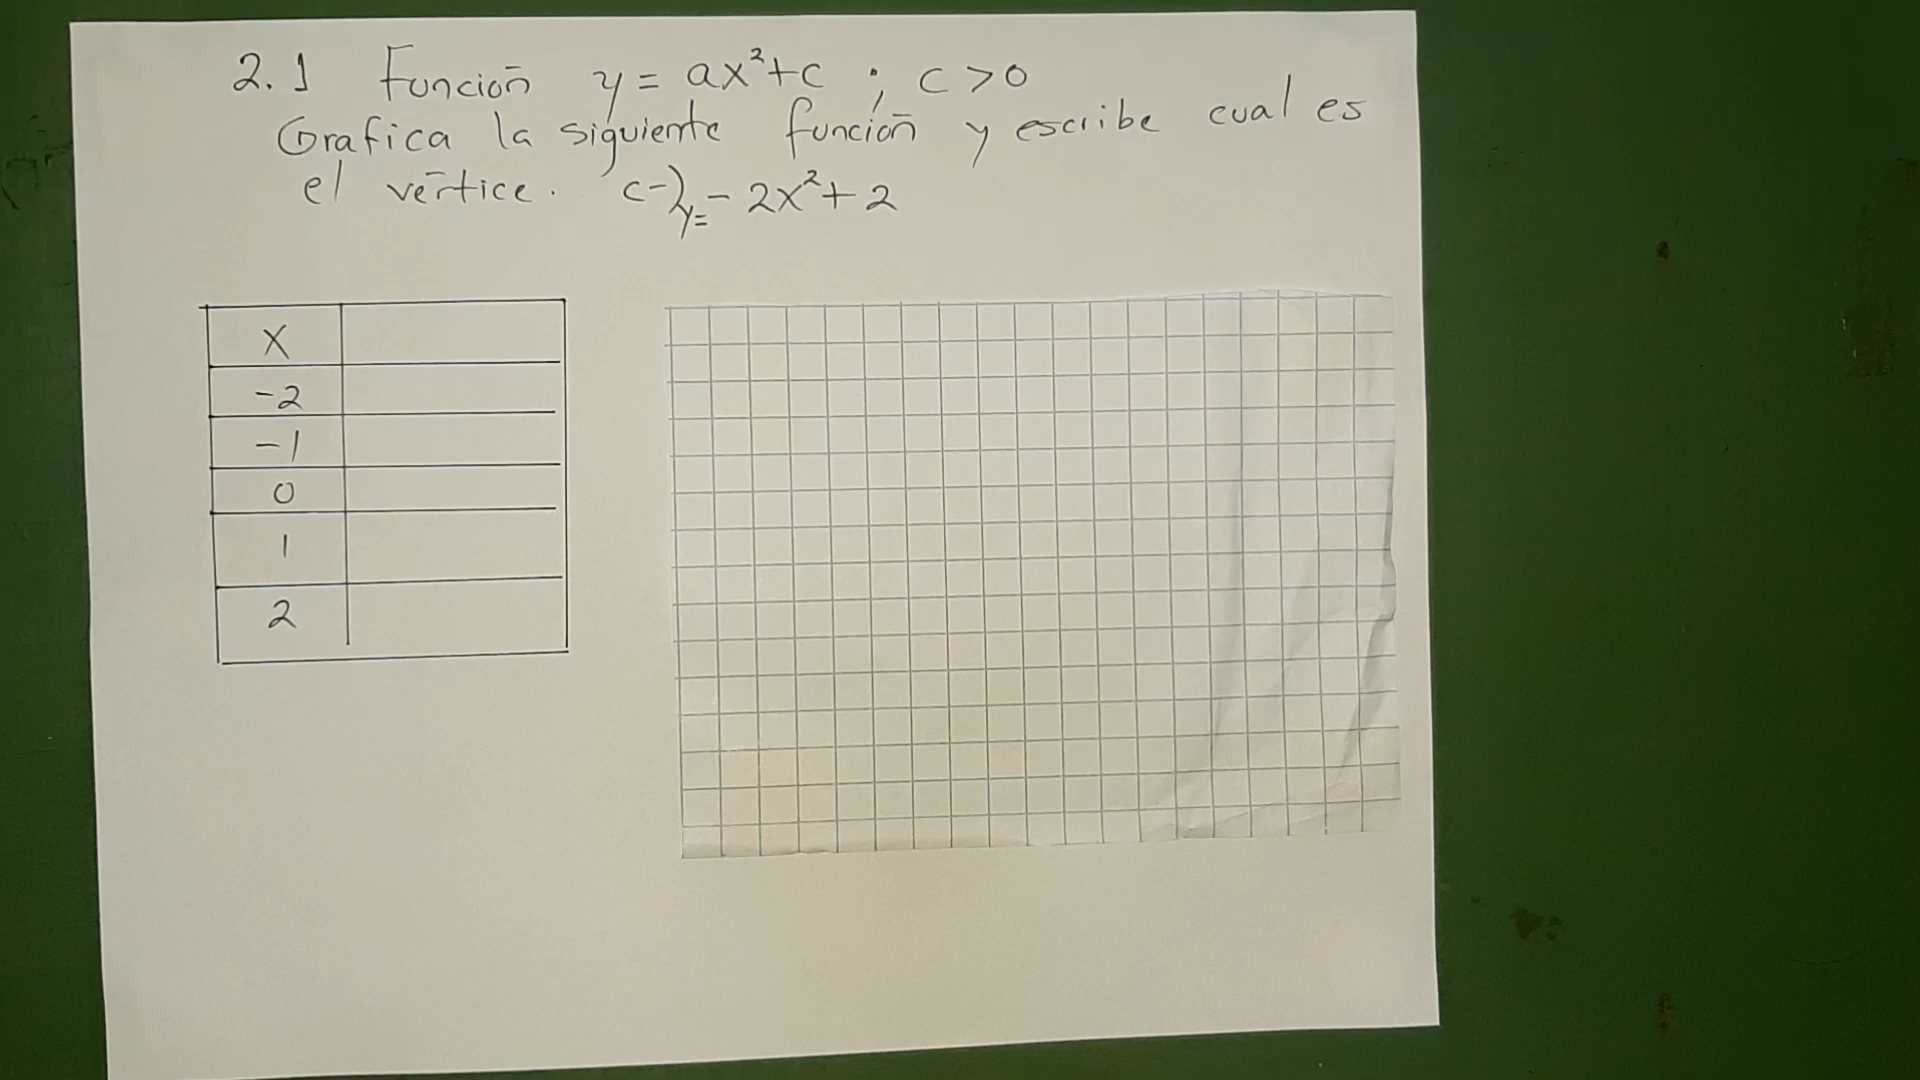 2.1 Función y = ax²+c ; c > 0
Grafica la siguiente función y escribe cual es
el vértice. c-) y= - 2x²+ 2
X
-2
-1
0
1
2